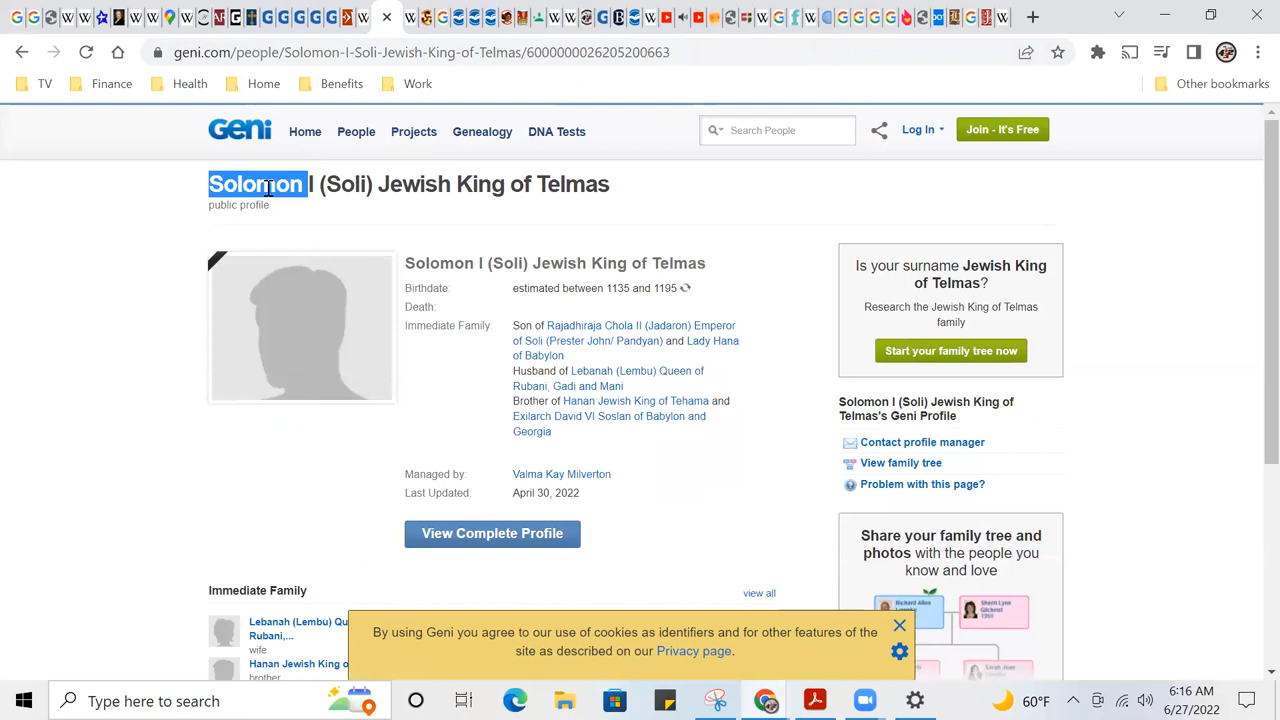 geni.com/people/Solomon-I-Soli-Jewish-King-of-Telmas/6000000026205200663
TV
Finance
Health
Home
Benefits
Work
Other bookmarks
Geni
Home
People
Projects
Genealogy
DNA Tests
Search People
Log In
Join - It's Free
Solomon I (Soli) Jewish King of Telmas
public profile
Solomon I (Soli) Jewish King of Telmas
Birthdate: estimated between 1135 and 1195
Death:
Immediate Family: Son of Rajadhiraja Chola II (Jadaron) Emperor
of Soli (Prester John/ Pandyan) and Lady Hana
of Babylon
Husband of Lebanah (Lembu) Queen of
Rubani, Gadi and Mani
Brother of Hanan Jewish King of Tehama and
Exilarch David VI Soslan of Babylon and
Georgia
Managed by: Valma Kay Milverton
Last Updated: April 30, 2022
View Complete Profile
Immediate Family
view all
Lebanah (Lembu) Qu
Rubani,...
wife
Hanan Jewish King o
brother
Is your surname Jewish King
of Telmas?
Research the Jewish King of Telmas
family
Start your family tree now
Solomon I (Soli) Jewish King of
Telmas's Geni Profile
Contact profile manager
View family tree
Problem with this page?
Share your family tree and
photos with the people you
know and love
By using Geni you agree to our use of cookies as identifiers and for other features of the
site as described on our Privacy page.
Type here to search
60°F
6:16 AM
6/27/2022